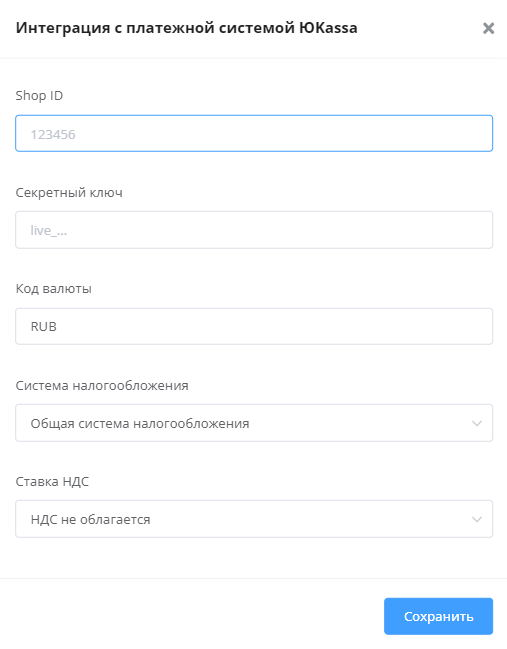 Интеграция с платежной системой ЮKassa
Shop ID
123456
Секретный ключ
live_...
Код валюты
RUB
Система налогообложения
Общая система налогообложения
Ставка НДС
НДС не облагается
Сохранить